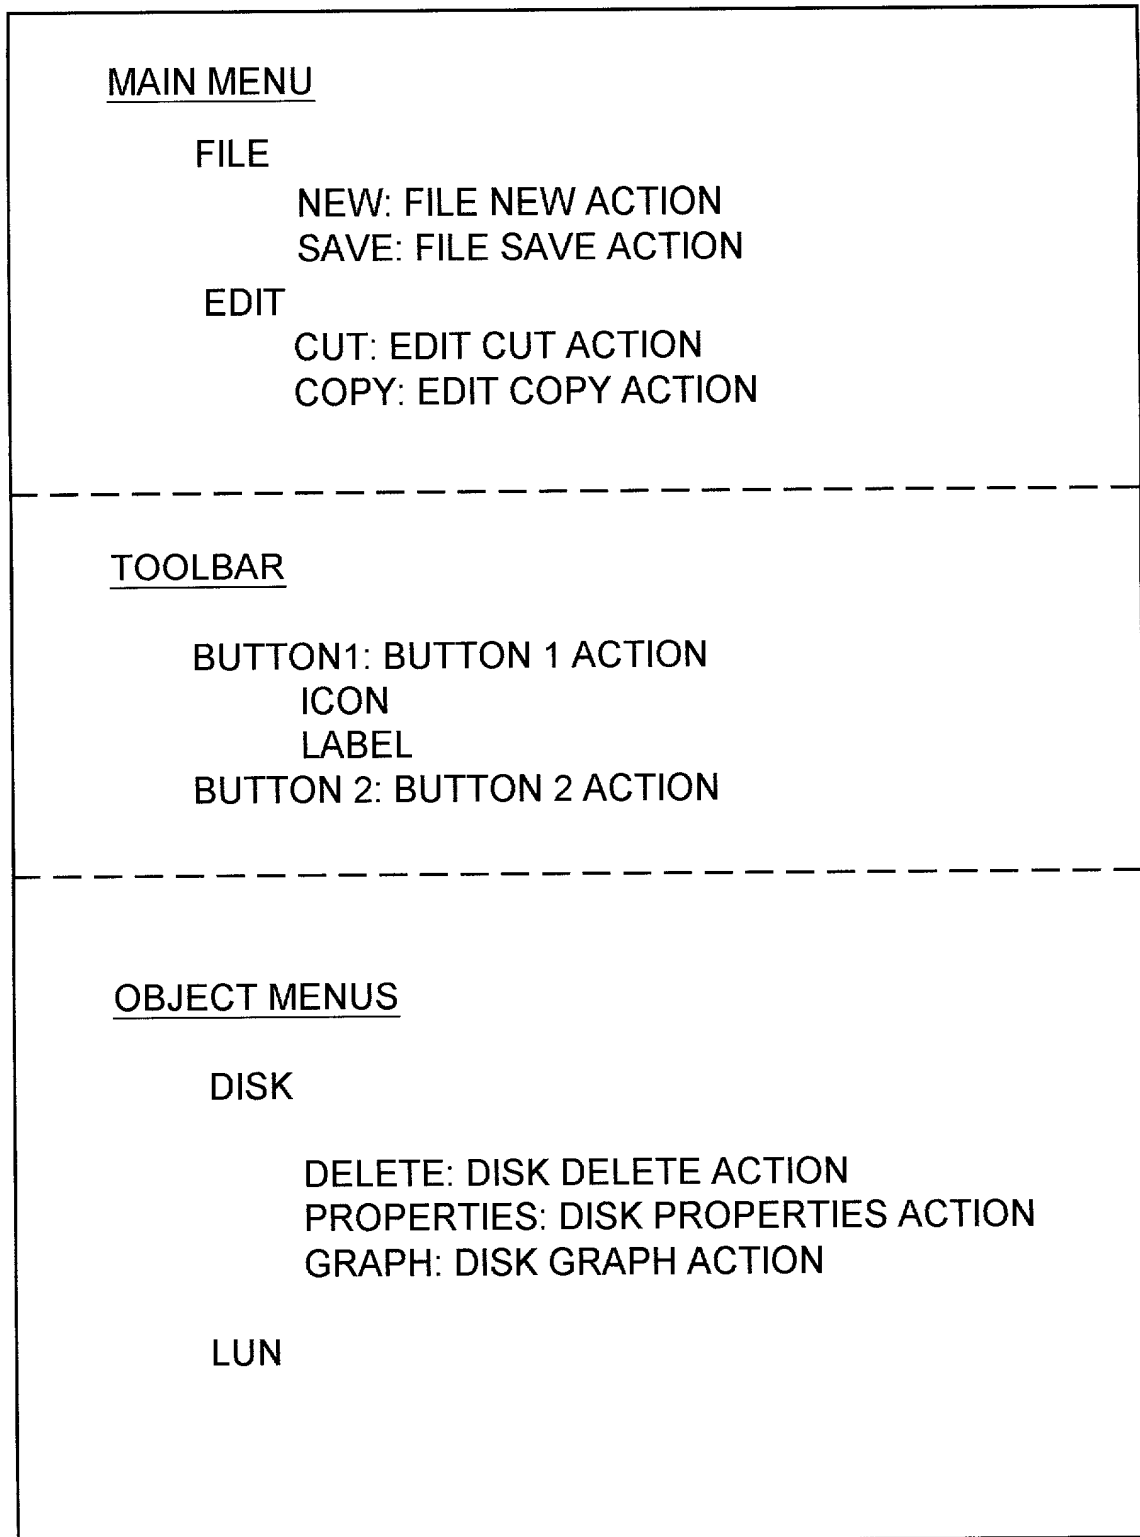 MAIN MENU
FILE
NEW: FILE NEW ACTION
SAVE: FILE SAVE ACTION
EDIT
CUT: EDIT CUT ACTION
COPY: EDIT COPY ACTION
TOOLBAR
BUTTON1: BUTTON 1 ACTION
ICON
LABEL
BUTTON 2: BUTTON 2 ACTION
OBJECT MENUS
DISK
DELETE: DISK DELETE ACTION
PROPERTIES: DISK PROPERTIES ACTION
GRAPH: DISK GRAPH ACTION
LUN